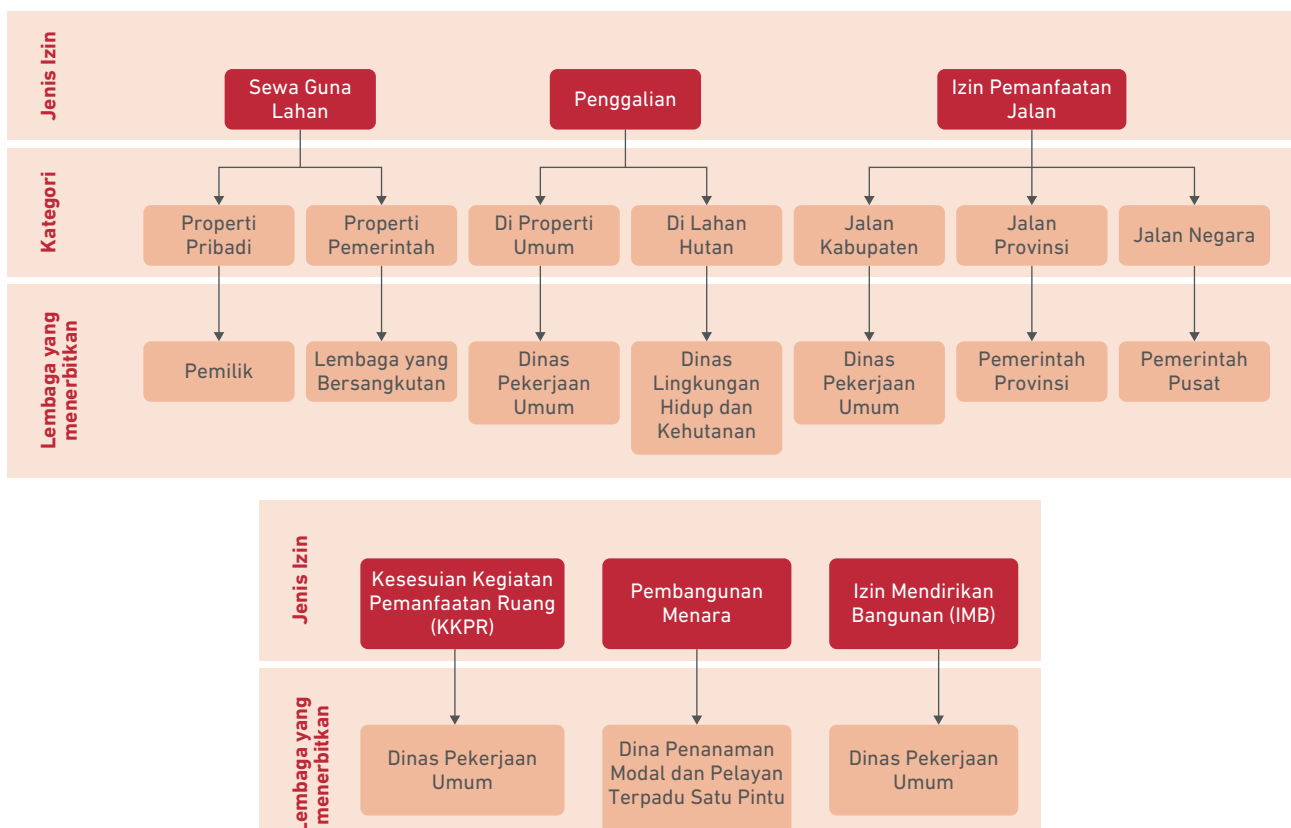 Jenis Izin
Sewa Guna
Lahan
Penggalian
Izin Pemanfaatan
Jalan
Kategori
Properti
Pribadi
Properti
Pemerintah
Di Properti
Umum
Di Lahan
Hutan
Jalan
Kabupaten
Jalan
Provinsi
Jalan Negara
Lembaga yang
menerbitkan
Pemilik
Lembaga yang
Bersangkutan
Dinas
Pekerjaan
Umum
Dinas
Lingkungan
Hidup dan
Kehutanan
Dinas
Pekerjaan
Umum
Pemerintah
Provinsi
Pemerintah
Pusat
Jenis Izin
Kesesuian Kegiatan
Pemanfaatan Ruang
(KKPR)
Pembangunan
Menara
Izin Mendirikan
Bangunan (IMB)
Lembaga yang
menerbitkan
Dinas Pekerjaan
Umum
Dina Penanaman
Modal dan Pelayan
Terpadu Satu Pintu
Dinas Pekerjaan
Umum